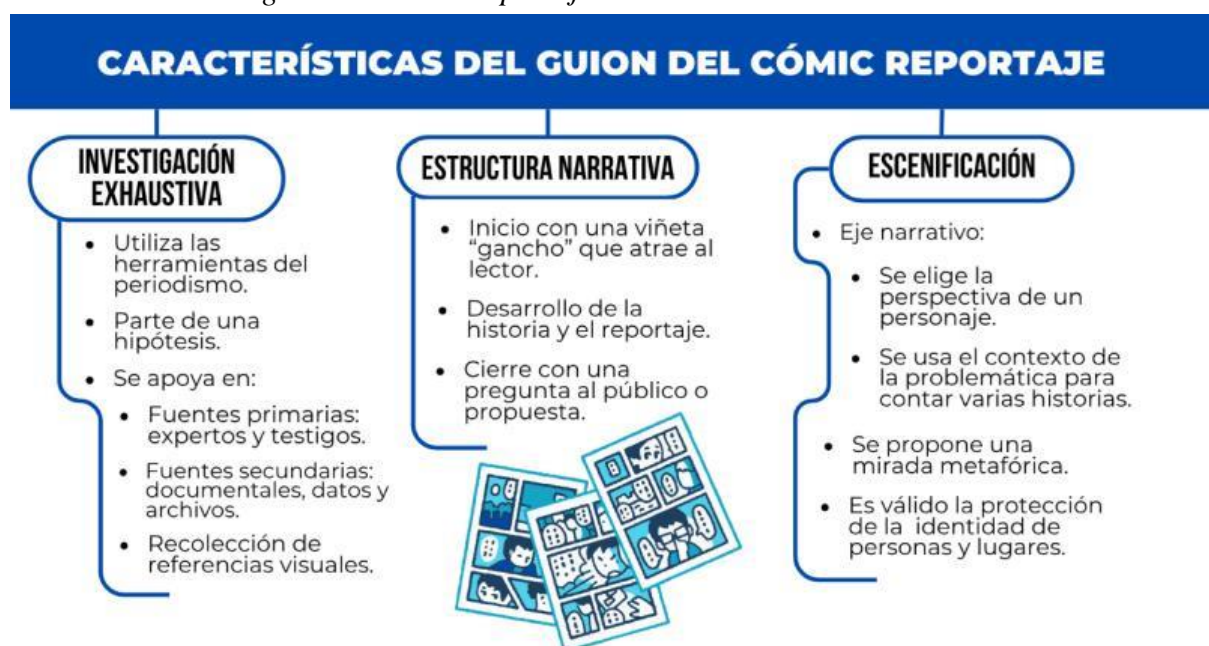 CARACTERÍSTICAS DEL GUION DEL CÓMIC REPORTAJE
INVESTIGACIÓN
EXHAUSTIVA
Utiliza las
herramientas del
periodismo.
Parte de una
hipótesis.
Se apoya en:
Fuentes primarias:
expertos y testigos.
Fuentes secundarias:
documentales, datos y
archivos.
Recolección de
referencias visuales.
ESTRUCTURA NARRATIVA
Inicio con una viñeta
“gancho” que atrae al
lector.
Desarrollo de la
historia y el reportaje.
Cierre con una
pregunta al público o
propuesta.
ESCENIFICACIÓN
Eje narrativo:
Se elige la
perspectiva de un
personaje.
Se usa el contexto de
la problemática para
contar varias historias.
Se propone una
mirada metafórica.
Es válido la protección
de la identidad de
personas y lugares.